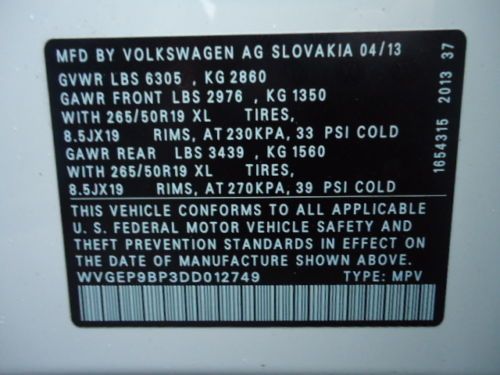 MFD BY VOLKSWAGEN AG SLOVAKIA 04/13
GVWR LBS 6305 , KG 2860
GAWR FRONT LBS 2976 , KG 1350
WITH 265/50R19 XL TIRES,
8.5JX19 RIMS, AT 230KPA, 33 PSI COLD
GAWR REAR LBS 3439 , KG 1560
WITH 265/50R19 XL TIRES,
8.5JX19 RIMS, AT 270KPA, 39 PSI COLD
THIS VEHICLE CONFORMS TO ALL APPLICABLE
U.S. FEDERAL MOTOR VEHICLE SAFETY AND
THEFT PREVENTION STANDARDS IN EFFECT ON
THE DATE OF MANUFACTURE SHOWN ABOVE.
WVGEP9BP3DD012749 TYPE: MPV
1654315 2013 37